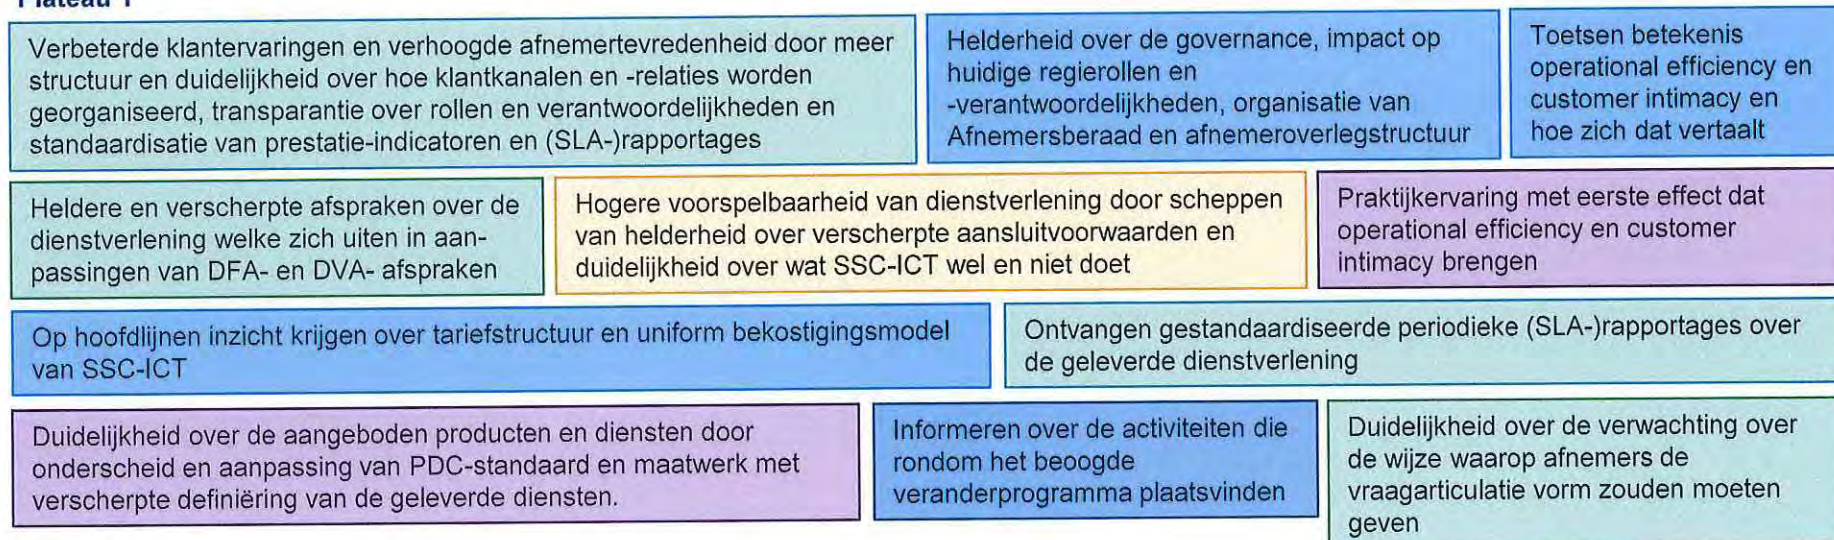 Plateau 1
Verbeterde klantervaringen en verhoogde afnemertevredenheid door meer
structuur en duidelijkheid over hoe klantkanalen en -relaties worden
georganiseerd, transparantie over rollen en verantwoordelijkheden en
standaardisatie van prestatie-indicatoren en (SLA-)rapportages
Helderheid over de governance, impact op
huidige regierollen en
-verantwoordelijkheden, organisatie van
Afnemersberaad en afnemeroverlegstructuur
Toetsen betekenis
operational efficiency en
customer intimacy en
hoe zich dat vertaalt
Heldere en verscherpte afspraken over de
dienstverlening welke zich uiten in aan-
passingen van DFA- en DVA- afspraken
Hogere voorspelbaarheid van dienstverlening door scheppen
van helderheid over verscherpte aansluitvoorwaarden en
duidelijkheid over wat SSC-ICT wel en niet doet
Praktijkervaring met eerste effect dat
operational efficiency en customer
intimacy brengen
Op hoofdlijnen inzicht krijgen over tariefstructuur en uniform bekostigingsmodel
van SSC-ICT
Ontvangen gestandaardiseerde periodieke (SLA-)rapportages over
de geleverde dienstverlening
Duidelijkheid over de aangeboden producten en diensten door
onderscheid en aanpassing van PDC-standaard en maatwerk met
verscherpte definiëring van de geleverde diensten.
Informeren over de activiteiten die
rondom het beoogde
veranderprogramma plaatsvinden
Duidelijkheid over de verwachting over
de wijze waarop afnemers de
vraagarticulatie vorm zouden moeten
geven